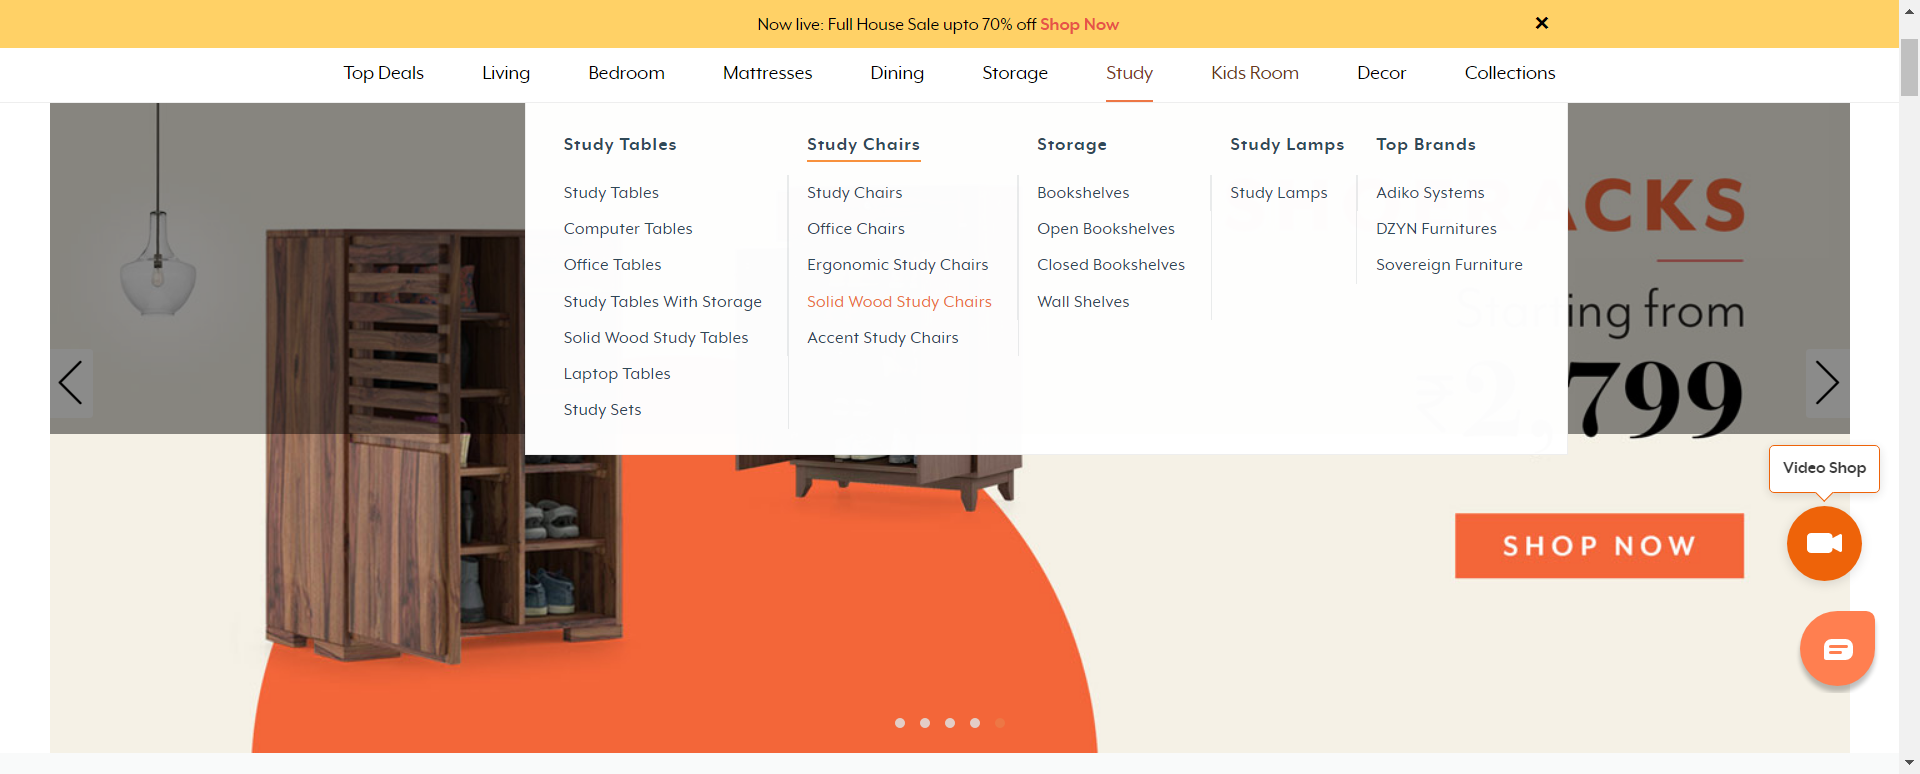 Now live: Full House Sale upto 70% off Shop Now
Top Deals Living Bedroom Mattresses Dining Storage Study Kids Room Decor Collections
Study Tables
Study Tables
Computer Tables
Office Tables
Study Tables With Storage
Solid Wood Study Tables
Laptop Tables
Study Sets
Study Chairs
Study Chairs
Office Chairs
Ergonomic Study Chairs
Solid Wood Study Chairs
Accent Study Chairs
Storage
Bookshelves
Open Bookshelves
Closed Bookshelves
Wall Shelves
Study Lamps
Study Lamps
Top Brands
Adiko Systems
DZYN Furnitures
Sovereign Furniture
ACKS
Starting from
₹2,799
SHOP NOW
Video Shop